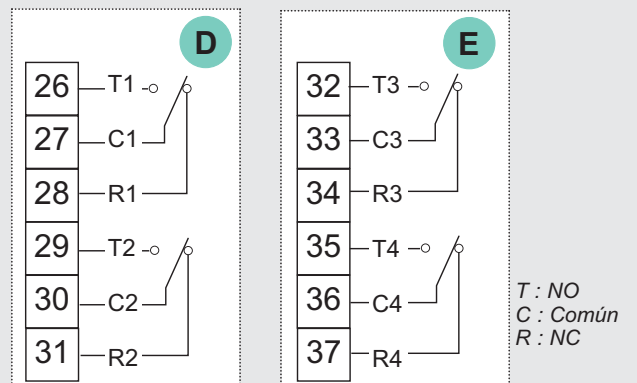 D
26 T1
27 C1
28 R1
29 T2
30 C2
31 R2
E
32 T3
33 C3
34 R3
35 T4
36 C4
37 R4
T : NO
C : Común
R : NC